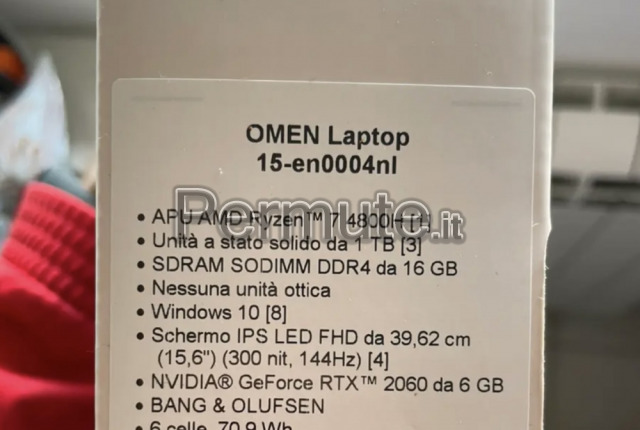 OMEN Laptop
15-en0004nl
• APU AMD Ryzen™ 7 4800H [1]
Permute.it
• Unità a stato solido da 1 TB [3]
• SDRAM SODIMM DDR4 da 16 GB
• Nessuna unità ottica
• Windows 10 [8]
• Schermo IPS LED FHD da 39,62 cm
(15,6") (300 nit, 144Hz) [4]
• NVIDIA® GeForce RTX™ 2060 da 6 GB
• BANG & OLUFSEN
• 6 celle, 70,9 Wh